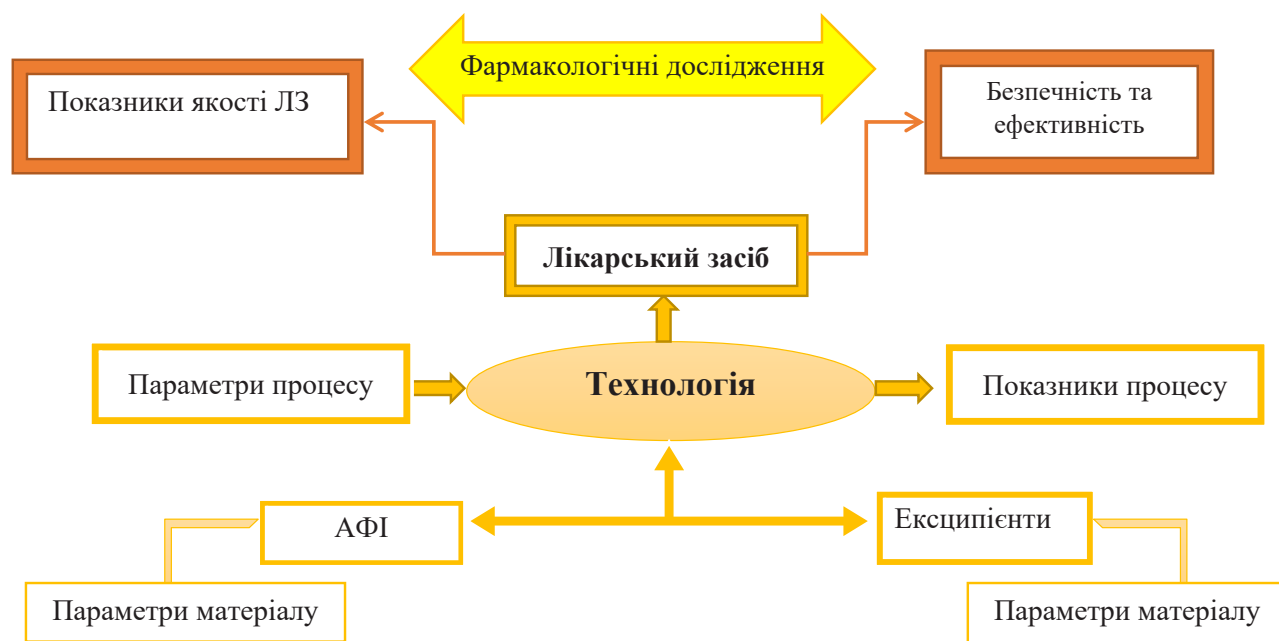 Фармакологічні дослідження
Показники якості ЛЗ
Безпечність та
ефективність
Лікарський засіб
Параметри процесу
Технологія
Показники процесу
АФІ
Ексципієнти
Параметри матеріалу
Параметри матеріалу